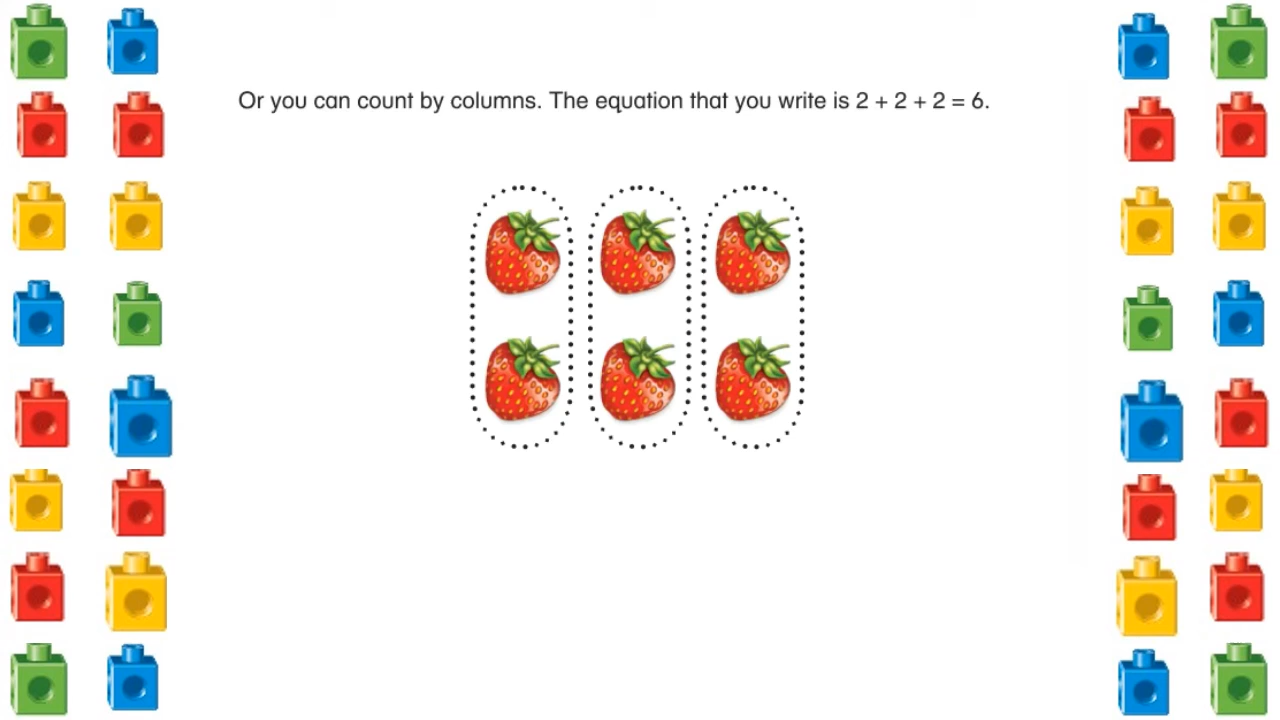 Or you can count by columns. The equation that you write is 2 + 2 + 2 = 6.